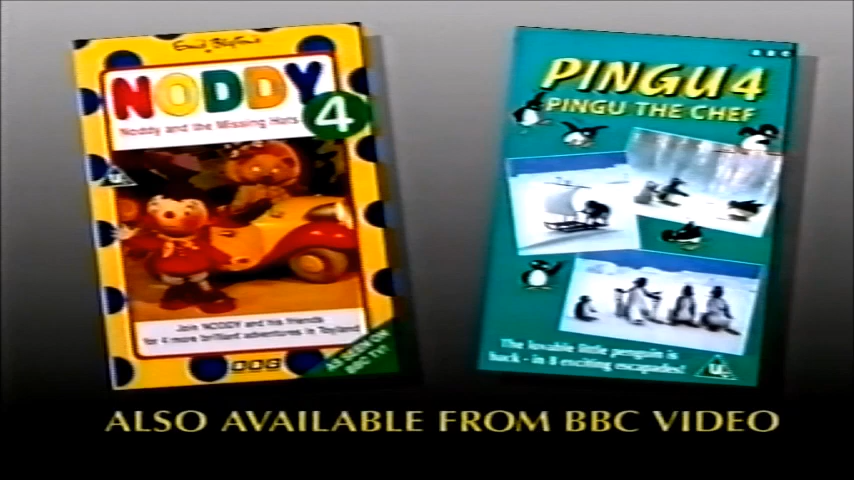 Enid Blyton's
NODDY
4
Noddy and the Missing Hats
U
Join NODDY and his friends
for 4 more brilliant adventures in Toyland
BBC
AS SEEN ON
BBC TV
BBC
PINGU 4
PINGU THE CHEF
The lovable little penguin is
back - in 8 exciting escapades!
U
ALSO AVAILABLE FROM BBC VIDEO